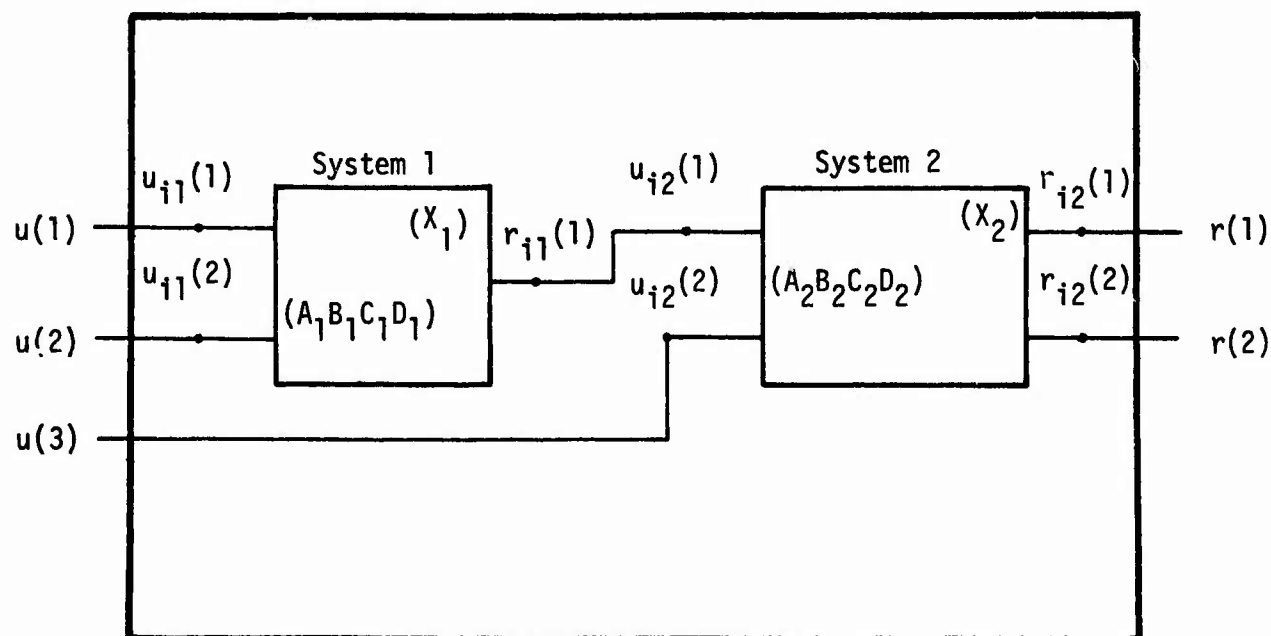 System 1
System 2
u_{i1}(1)
u_{i2}(1)
r_{i2}(1)
u(1)
(X_1)
r_{i1}(1)
(X_2)
r(1)
u_{i1}(2)
u_{i2}(2)
r_{i2}(2)
(A_1B_1C_1D_1)
(A_2B_2C_2D_2)
u(2)
r(2)
u(3)